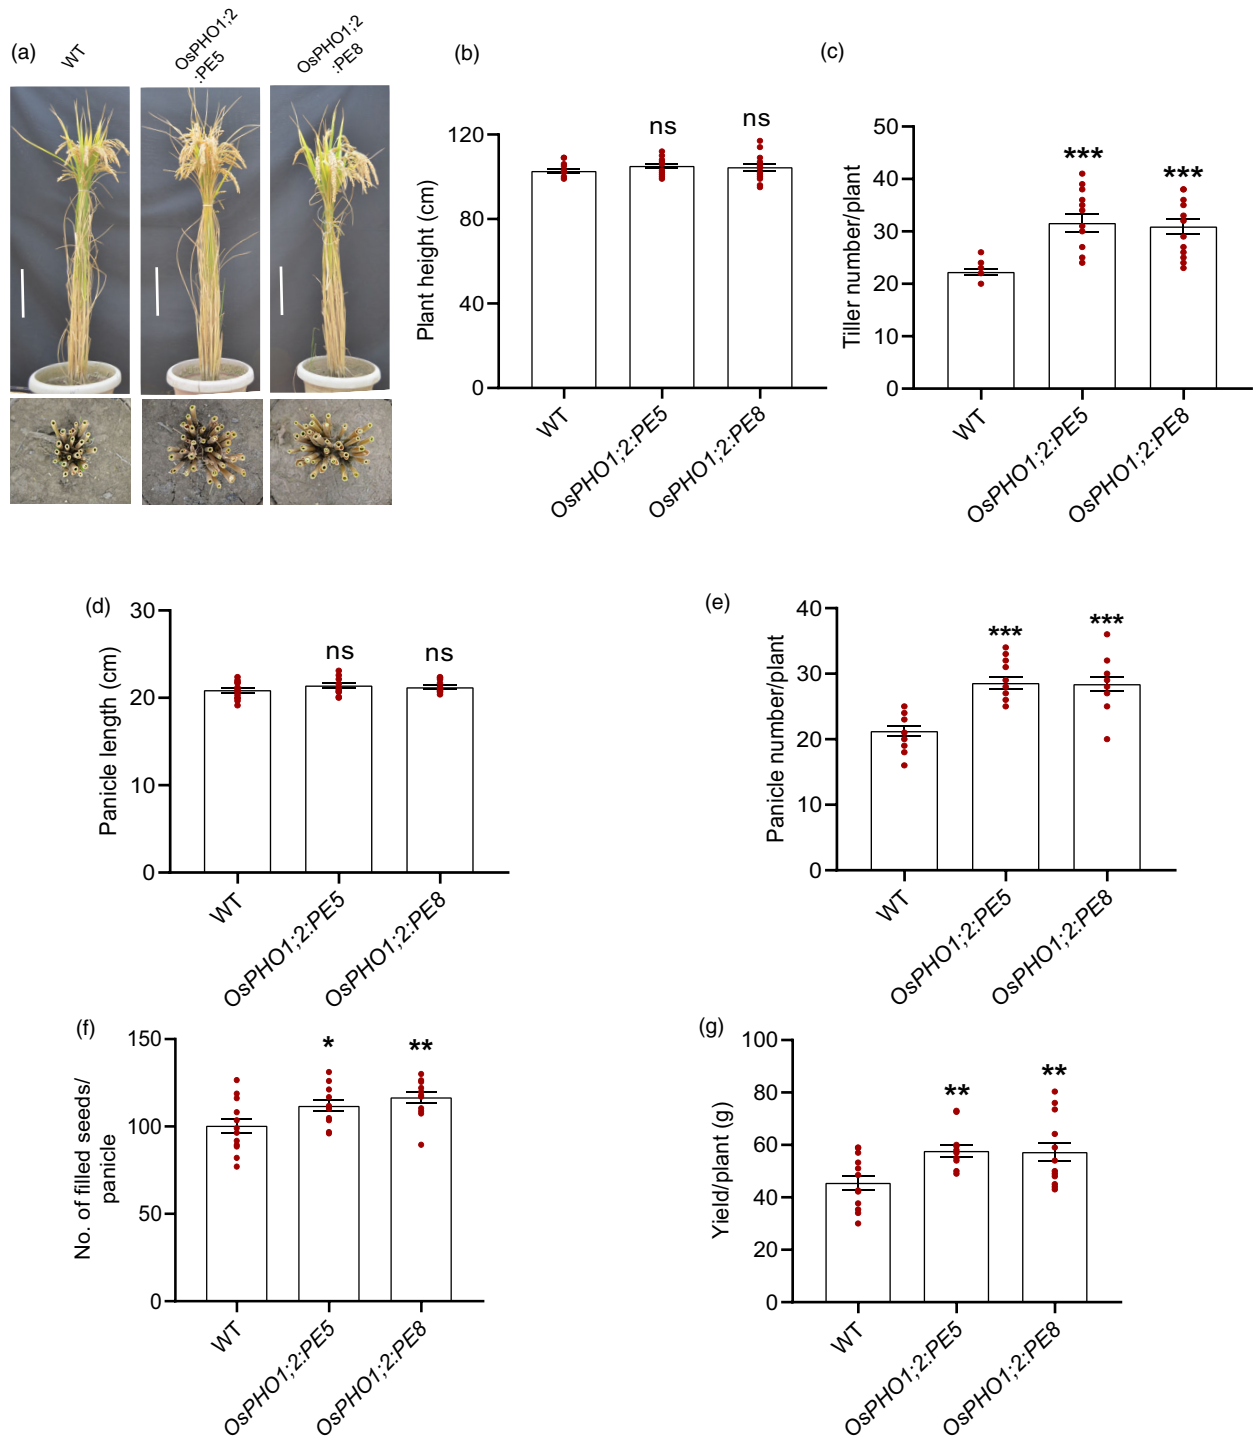 (a)
WT
OsPHO1;2
:PE5
OsPHO1;2
:PE8
(b)
Plant height (cm)
120
80
40
0
ns
ns
WT
OsPHO1;2:PE5
OsPHO1;2:PE8
(c)
Tiller number/plant
50
40
30
20
10
0
***
***
WT
OsPHO1;2:PE5
OsPHO1;2:PE8
(d)
Panicle length (cm)
30
20
10
0
ns
ns
WT
OsPHO1;2:PE5
OsPHO1;2:PE8
(e)
Panicle number/plant
40
30
20
10
0
***
***
WT
OsPHO1;2:PE5
OsPHO1;2:PE8
(f)
No. of filled seeds/
panicle
150
100
50
0
*
**
WT
OsPHO1;2:PE5
OsPHO1;2:PE8
(g)
Yield/plant (g)
100
80
60
40
20
0
**
**
WT
OsPHO1;2:PE5
OsPHO1;2:PE8